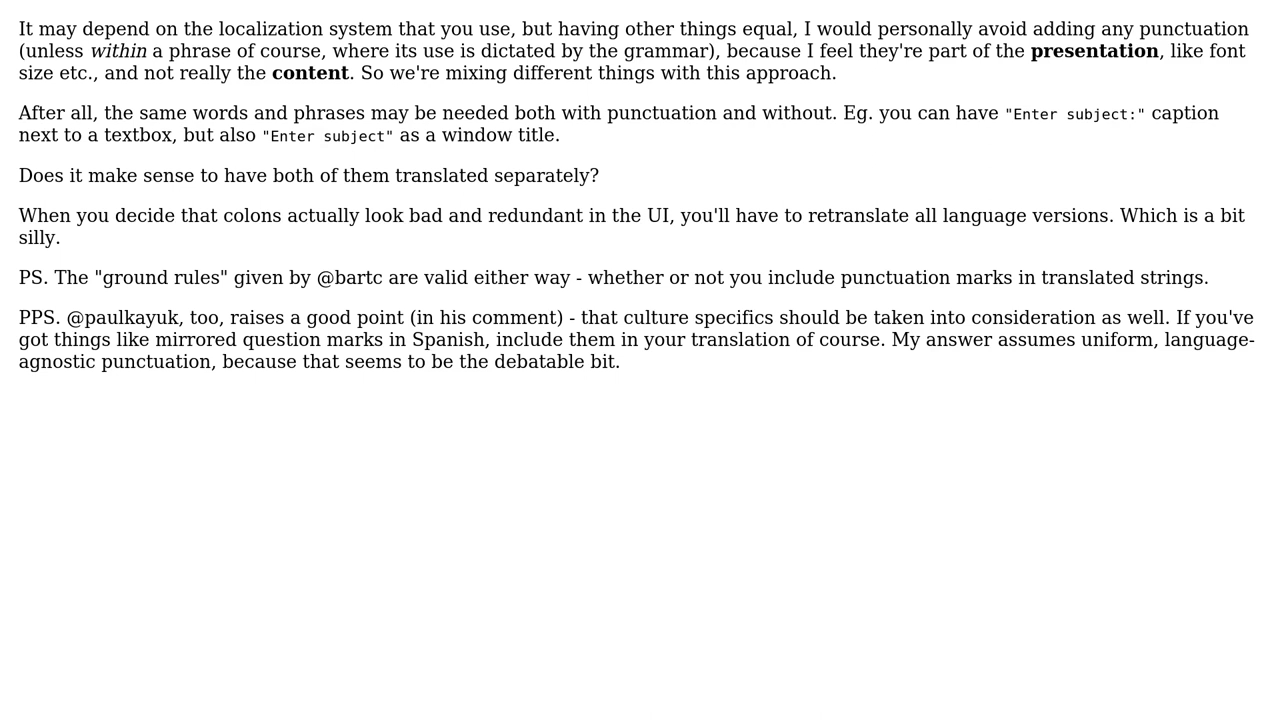 It may depend on the localization system that you use, but having other things equal, I would personally avoid adding any punctuation
(unless within a phrase of course, where its use is dictated by the grammar), because I feel they're part of the presentation, like font
size etc., and not really the content. So we're mixing different things with this approach.
After all, the same words and phrases may be needed both with punctuation and without. Eg. you can have "Enter subject:" caption
next to a textbox, but also "Enter subject" as a window title.
Does it make sense to have both of them translated separately?
When you decide that colons actually look bad and redundant in the UI, you'll have to retranslate all language versions. Which is a bit
silly.
PS. The "ground rules" given by @bartc are valid either way - whether or not you include punctuation marks in translated strings.
PPS. @paulkayuk, too, raises a good point (in his comment) - that culture specifics should be taken into consideration as well. If you've
got things like mirrored question marks in Spanish, include them in your translation of course. My answer assumes uniform, language-
agnostic punctuation, because that seems to be the debatable bit.